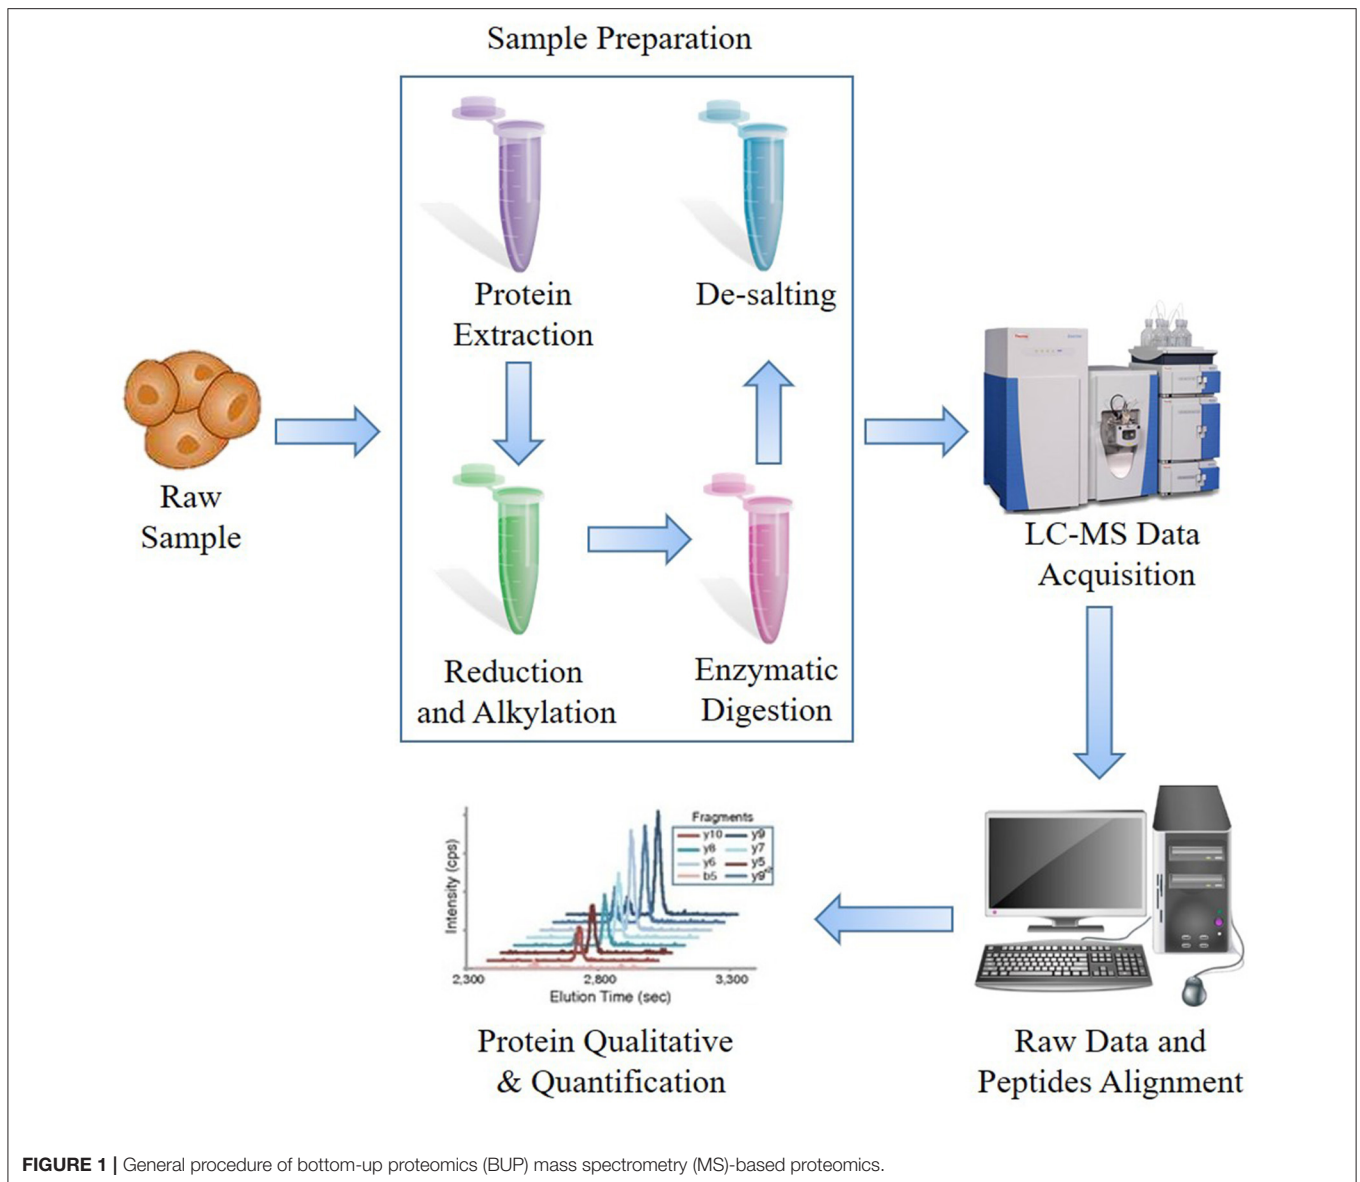 Sample Preparation
Protein
Extraction
De-salting
Raw
Sample
Reduction
and Alkylation
Enzymatic
Digestion
LC-MS Data
Acquisition
Fragments
y10 y9
y8 y7
y6 y5
b5 y9+2
Intensity (cps)
2,300 2,800 3,300
Elution Time (sec)
Protein Qualitative
& Quantification
Raw Data and
Peptides Alignment
FIGURE 1 | General procedure of bottom-up proteomics (BUP) mass spectrometry (MS)-based proteomics.